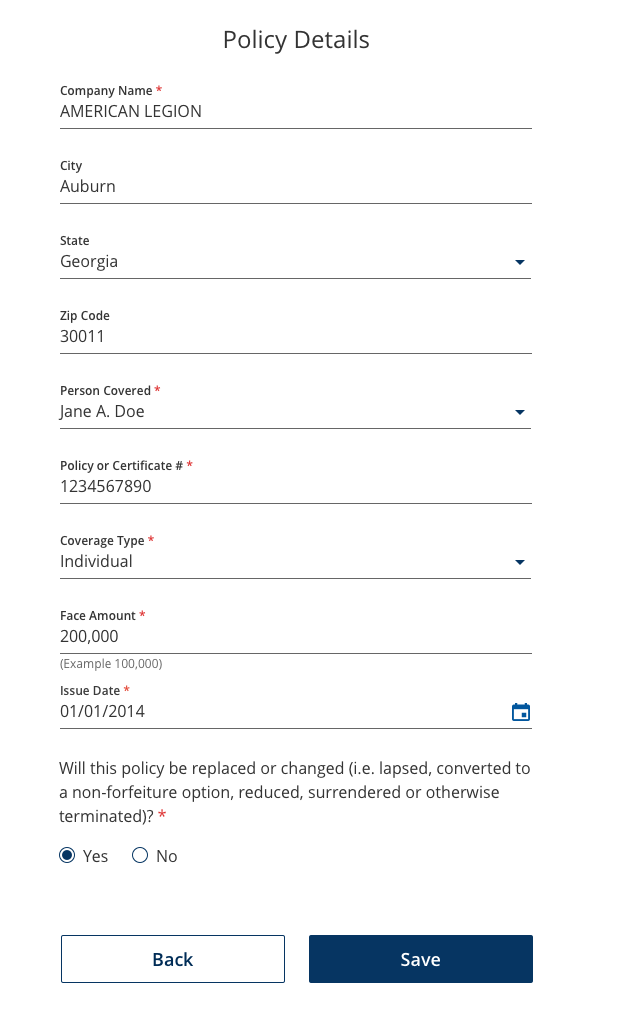 Policy Details
Company Name *
AMERICAN LEGION
City
Auburn
State
Georgia
Zip Code
30011
Person Covered *
Jane A. Doe
Policy or Certificate # *
1234567890
Coverage Type *
Individual
Face Amount *
200,000
(Example 100,000)
Issue Date *
01/01/2014
Will this policy be replaced or changed (i.e. lapsed, converted to
a non-forfeiture option, reduced, surrendered or otherwise
terminated)? *
Yes No
Back Save